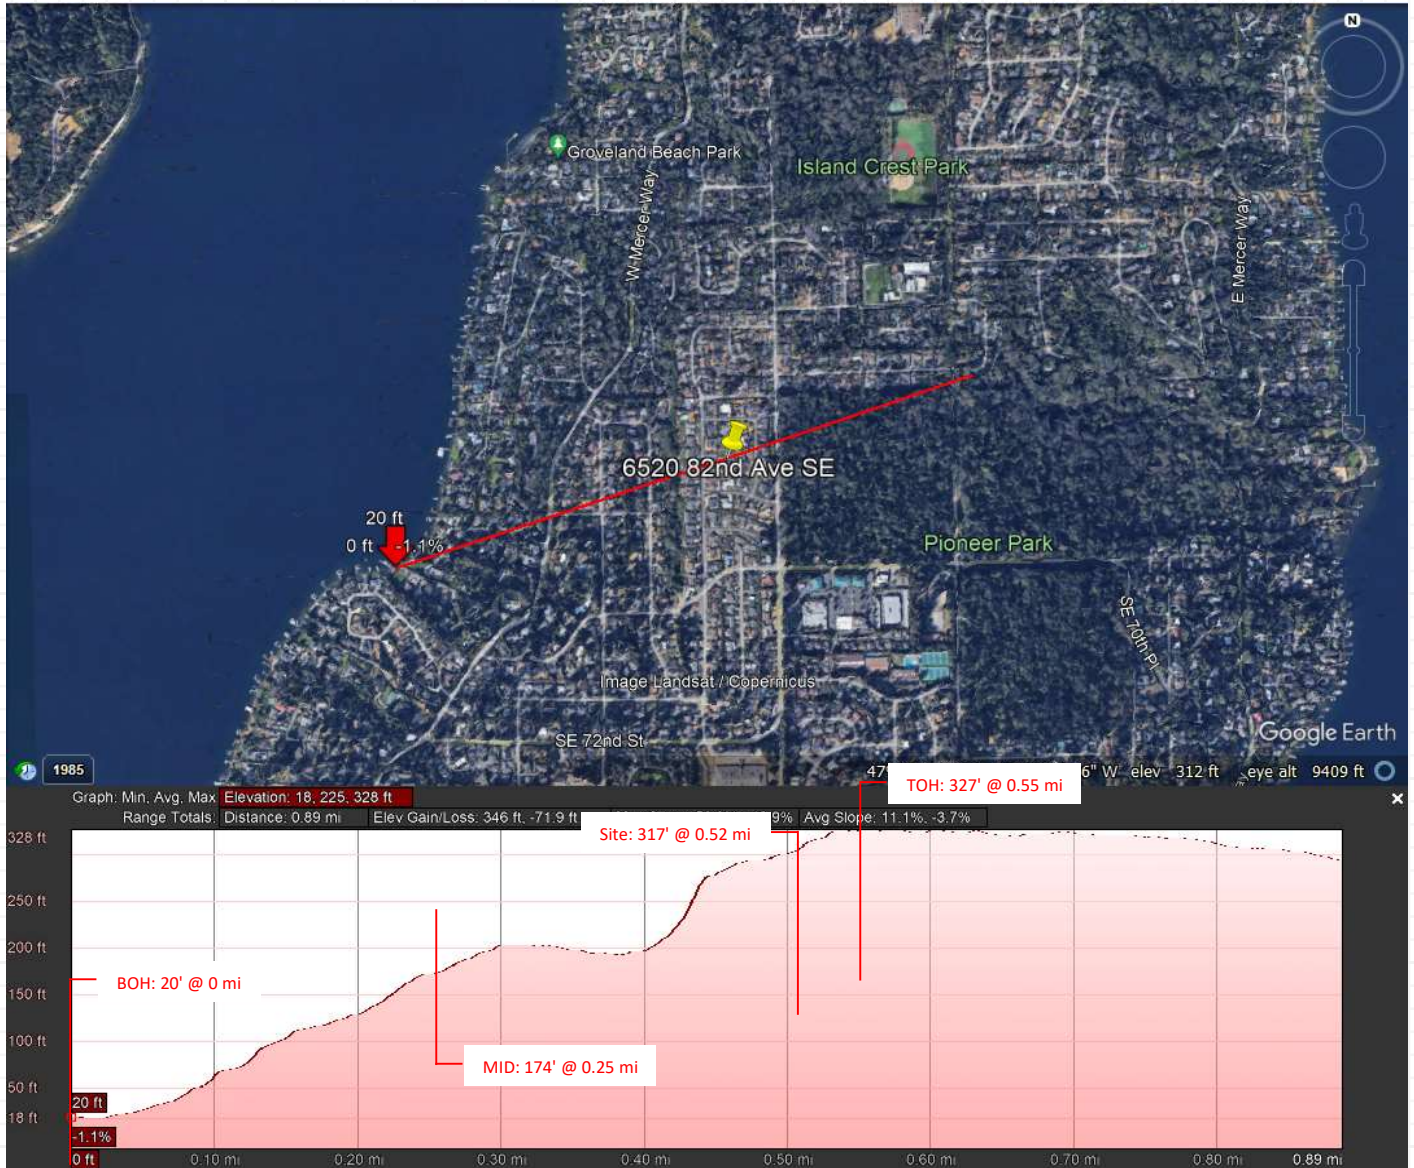 N
Groveland Beach Park
Island Crest Park
W Mercer Way
E Mercer Way
6520 82nd Ave SE
20 ft
0 ft -1.1%
Pioneer Park
SE 70th Pl
Image Landsat / Copernicus
SE 72nd St
Google Earth
1985
6" W elev 312 ft eye alt 9409 ft
TOH: 327' @ 0.55 mi
Graph: Min, Avg, Max Elevation: 18, 225, 328 ft
Range Totals: Distance: 0.89 mi Elev Gain/Loss: 346 ft, -71.9 ft 9% Avg Slope: 11.1%, -3.7%
Site: 317' @ 0.52 mi
328 ft
250 ft
200 ft
150 ft
BOH: 20' @ 0 mi
100 ft
MID: 174' @ 0.25 mi
50 ft
20 ft
18 ft
-1.1%
0 ft 0.10 mi 0.20 mi 0.30 mi 0.40 mi 0.50 mi 0.60 mi 0.70 mi 0.80 mi 0.89 mi